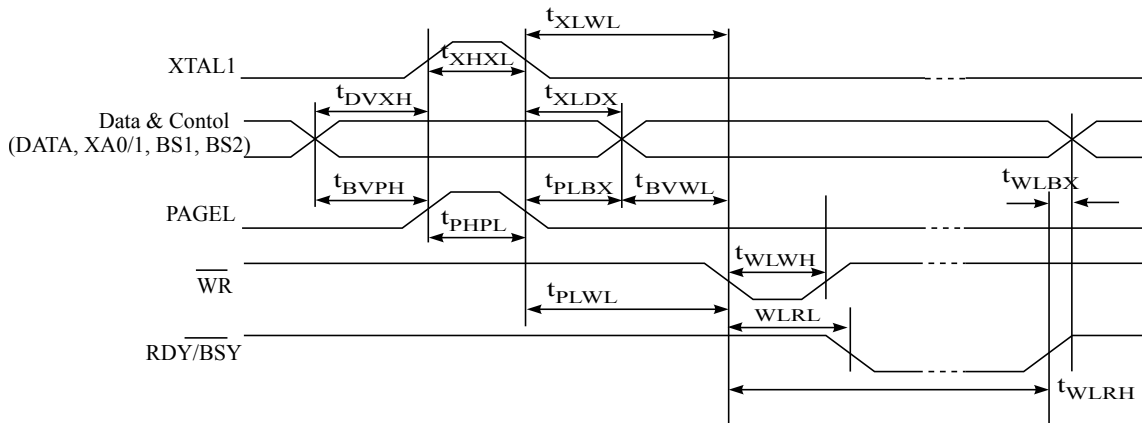 tXLWL
XTAL1
tXHXL
tDVXH
tXLDX
Data & Contol
(DATA, XA0/1, BS1, BS2)
tBVPH
tPLBX
tBVWL
tWLBX
PAGEL
tPHPL
WR
tWLWH
tPLWL
WLRL
RDY/BSY
tWLRH